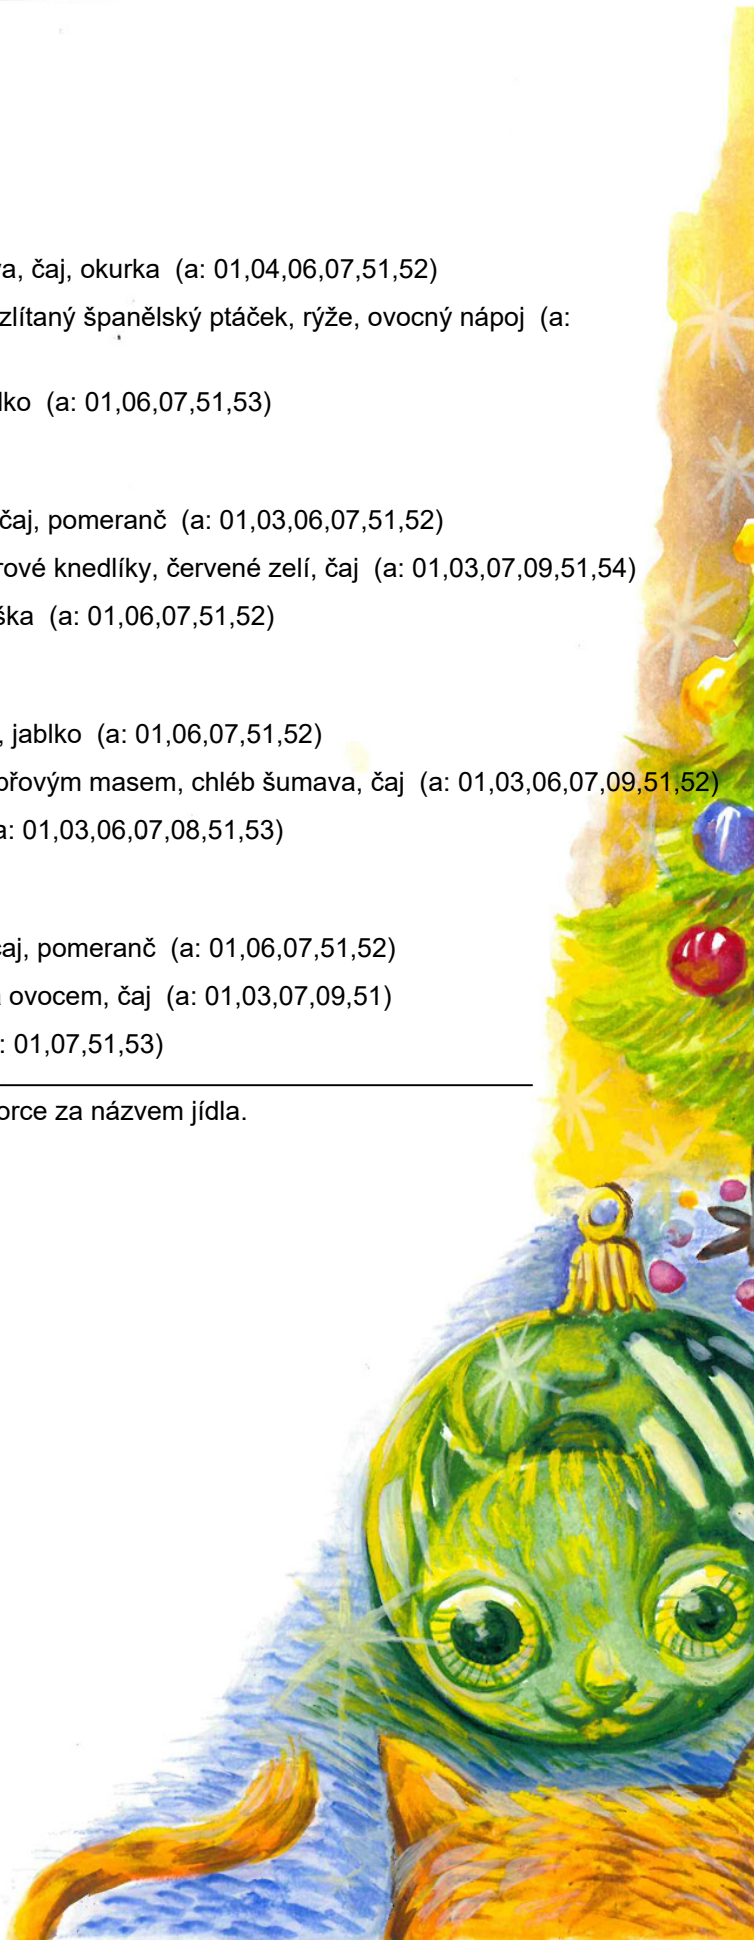 a, čaj, okurka (a: 01,04,06,07,51,52)
zlítaný španělský ptáček, rýže, ovocný nápoj (a:
lko (a: 01,06,07,51,53)
čaj, pomeranč (a: 01,03,06,07,51,52)
rové knedlíky, červené zelí, čaj (a: 01,03,07,09,51,54)
ška (a: 01,06,07,51,52)
, jablko (a: 01,06,07,51,52)
přovým masem, chléb šumava, čaj (a: 01,03,06,07,09,51,52)
a: 01,03,06,07,08,51,53)
čaj, pomeranč (a: 01,06,07,51,52)
ovocem, čaj (a: 01,03,07,09,51)
: 01,07,51,53)
orce za názvem jídla.